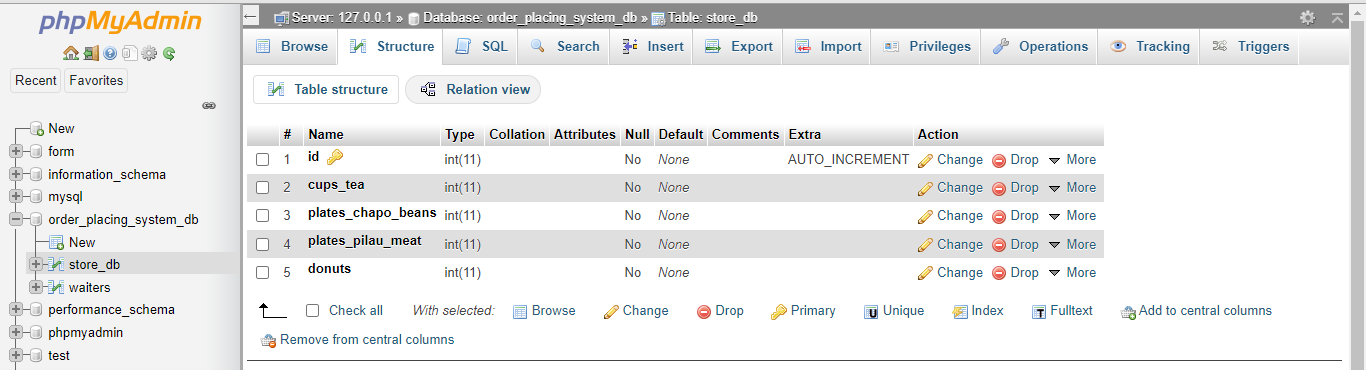 phpMyAdmin
Recent Favorites
New
form
information_schema
mysql
order_placing_system_db
New
store_db
waiters
performance_schema
phpmyadmin
test
Server: 127.0.0.1 » Database: order_placing_system_db » Table: store_db
Browse Structure SQL Search Insert Export Import Privileges Operations Tracking Triggers
Table structure Relation view
# Name Type Collation Attributes Null Default Comments Extra Action
1 id int(11) No None AUTO_INCREMENT Change Drop More
2 cups_tea int(11) No None Change Drop More
3 plates_chapo_beans int(11) No None Change Drop More
4 plates_pilau_meat int(11) No None Change Drop More
5 donuts int(11) No None Change Drop More
Check all With selected: Browse Change Drop Primary Unique Index Fulltext Add to central columns
Remove from central columns